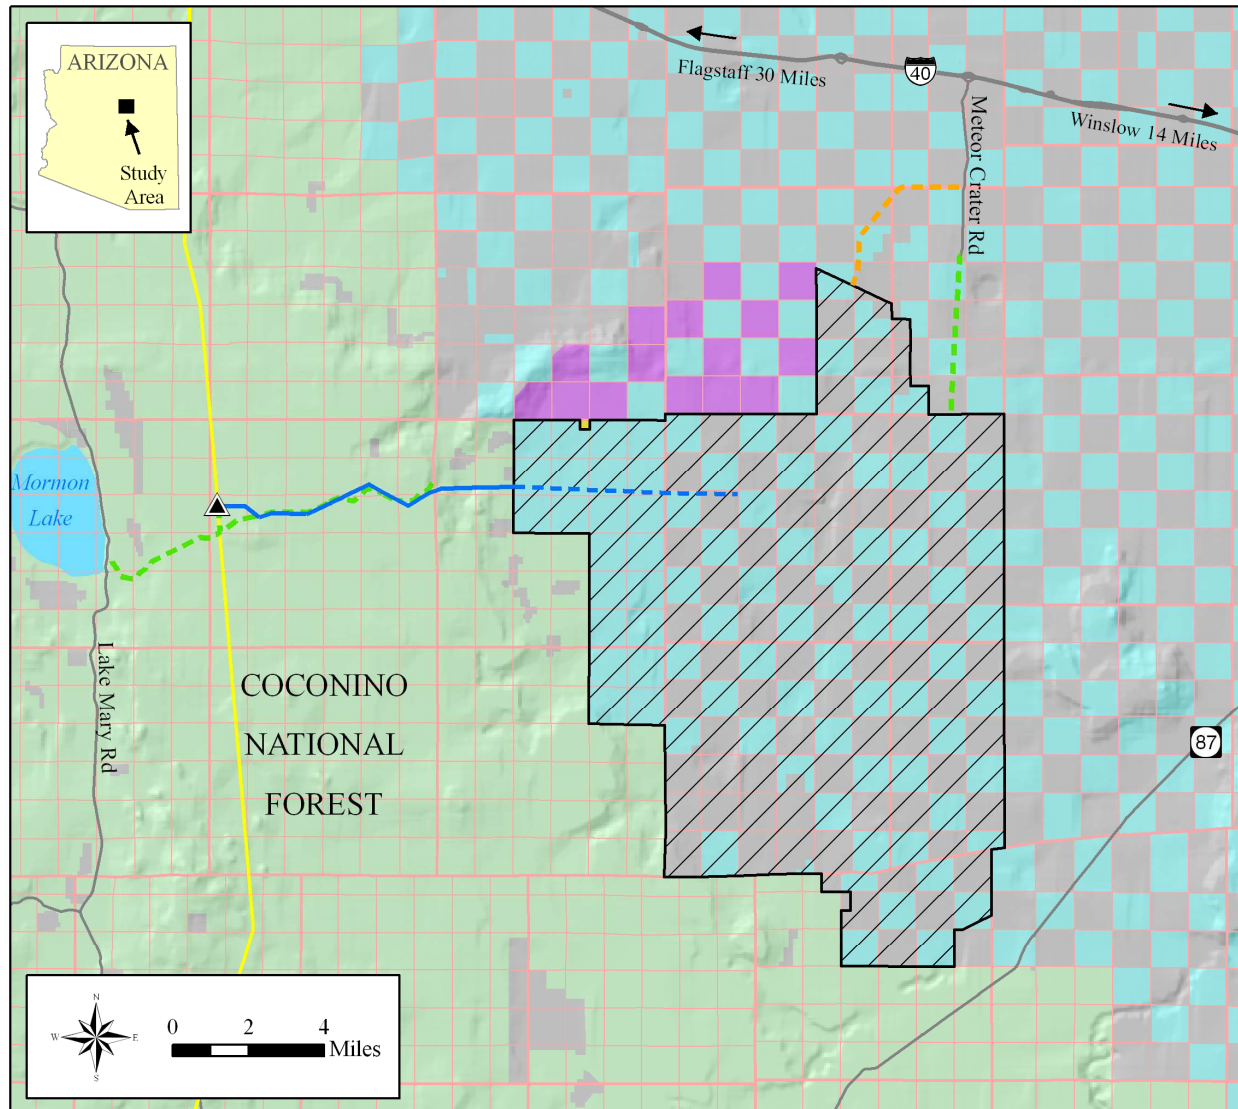 ARIZONA
Study
Area
Flagstaff 30 Miles
40
Winslow 14 Miles
Meteor Crater Rd
Mormon
Lake
Lake Mary Rd
COCONINO
NATIONAL
FOREST
87
N
W
E
S
0 2 4
Miles